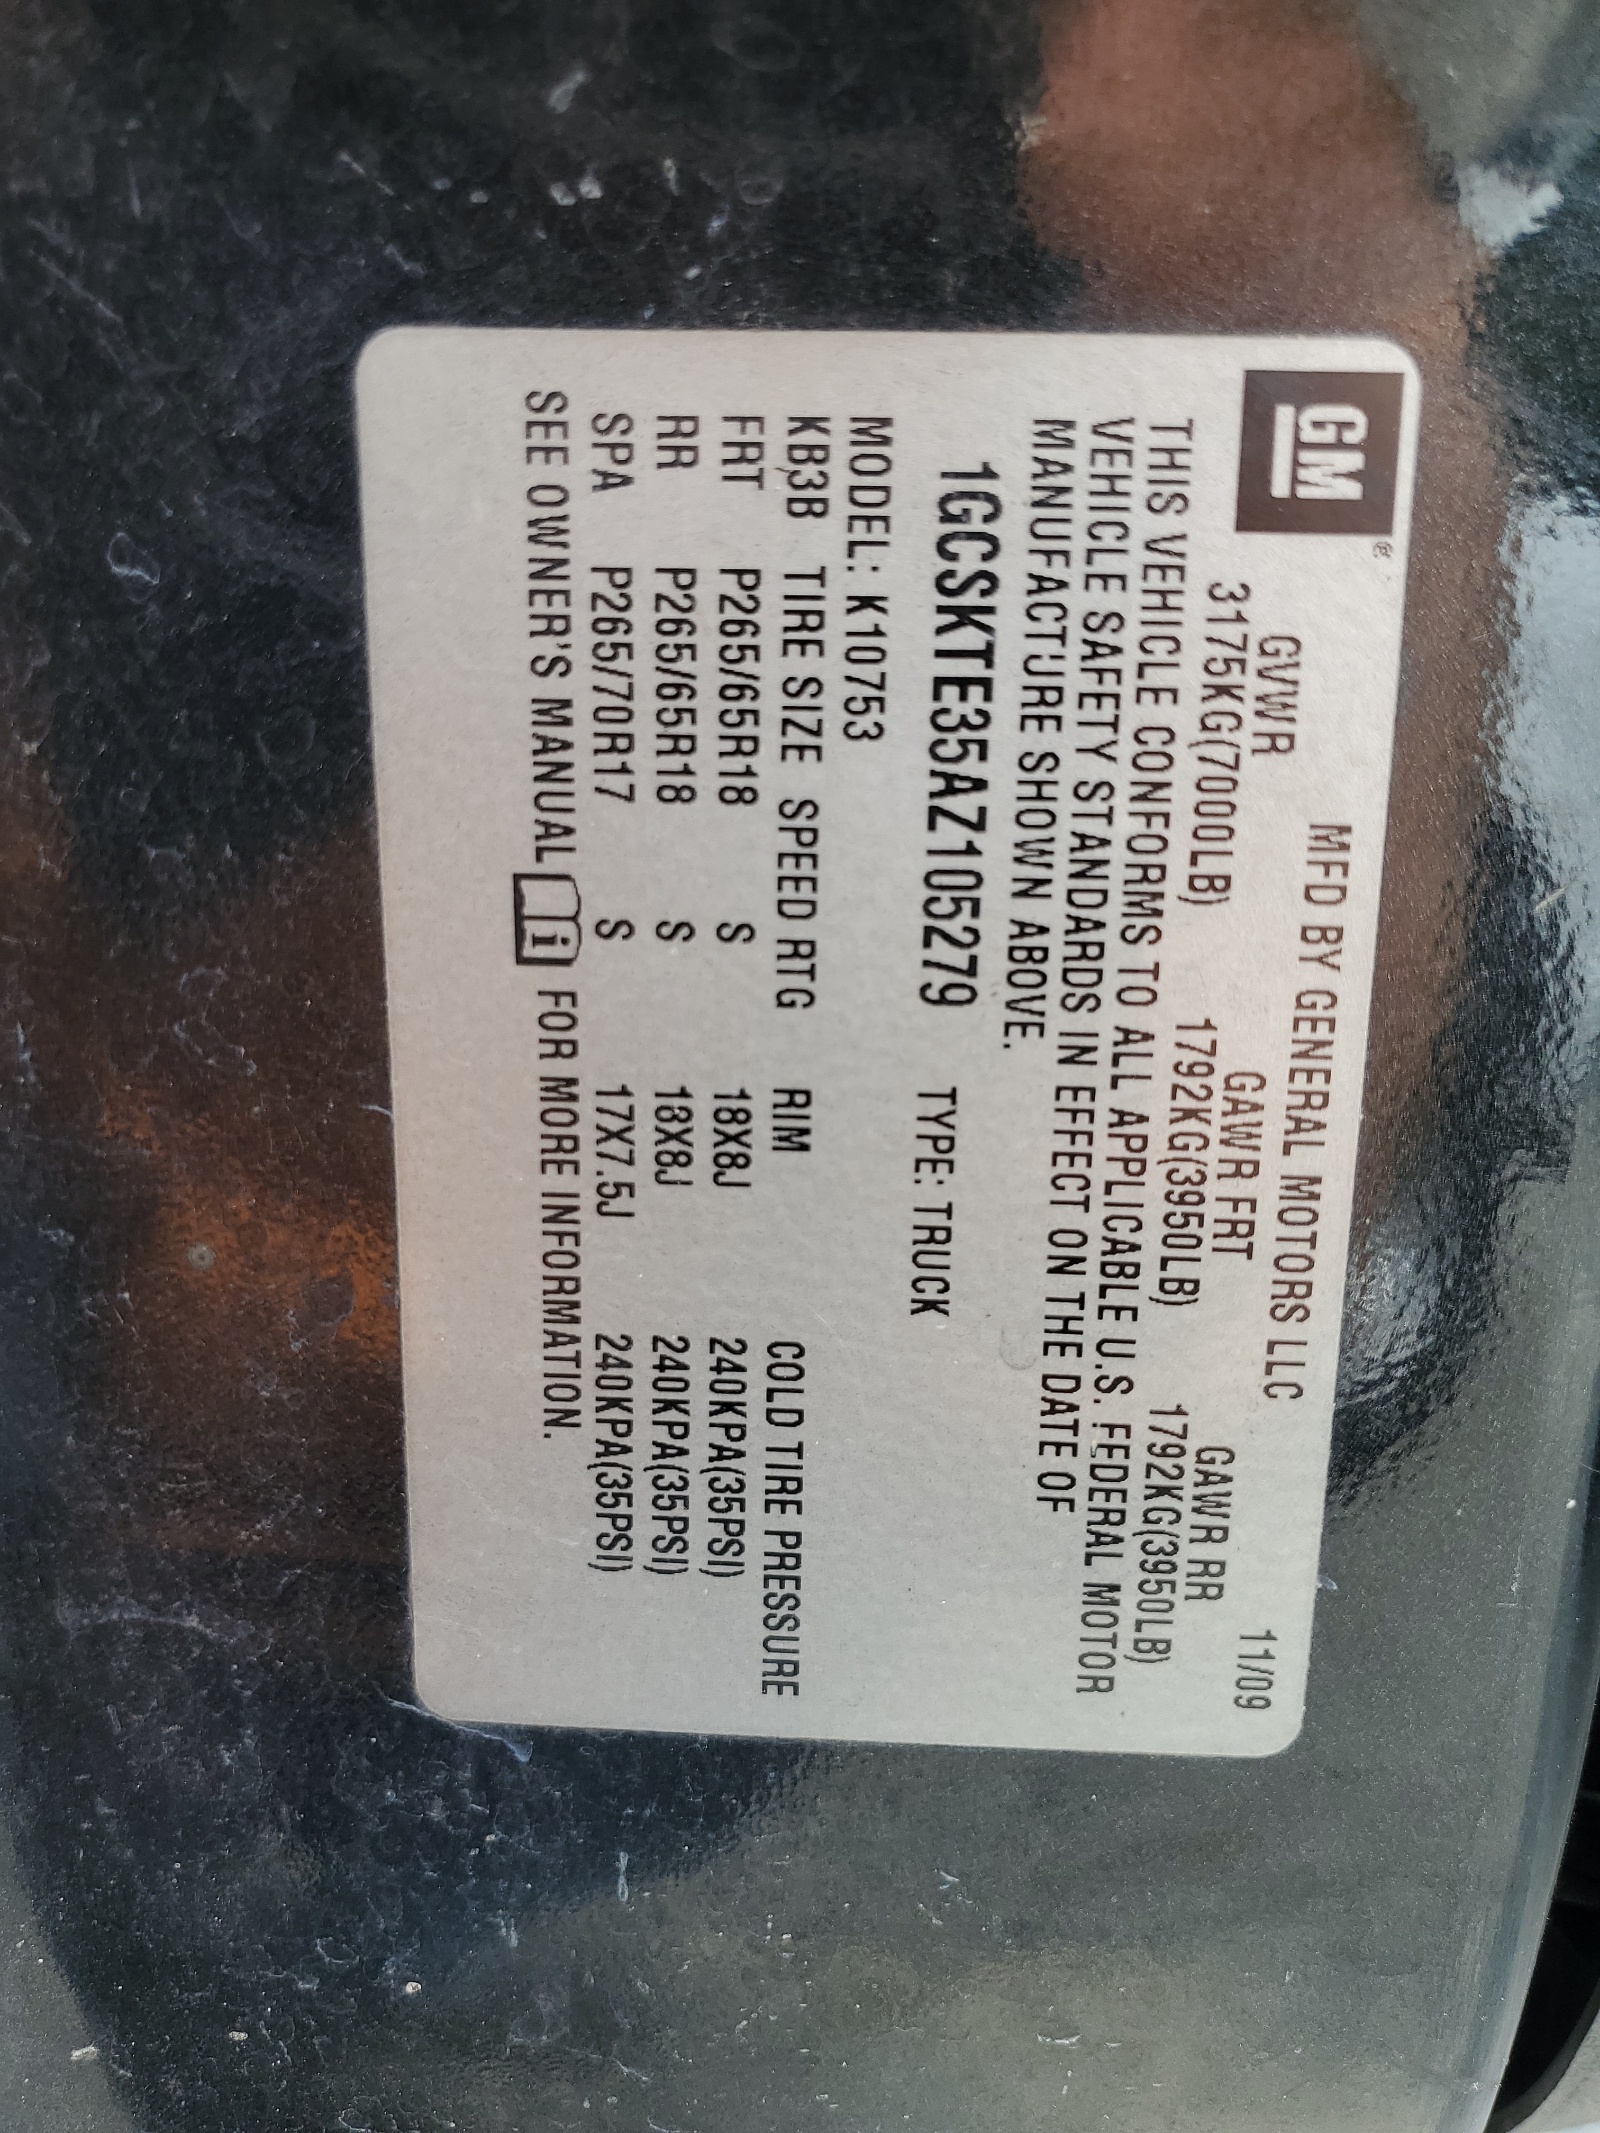 GM®
MFD BY GENERAL MOTORS LLC 11/09
GVWR GAWR FRT GAWR RR
3175KG(7000LB) 1792KG(3950LB) 1792KG(3950LB)
THIS VEHICLE CONFORMS TO ALL APPLICABLE U.S. FEDERAL MOTOR
VEHICLE SAFETY STANDARDS IN EFFECT ON THE DATE OF
MANUFACTURE SHOWN ABOVE.
1GCSKTE35AZ105279 TYPE: TRUCK
MODEL: K10753
KB3B TIRE SIZE SPEED RTG RIM COLD TIRE PRESSURE
FRT P265/65R18 S 18X8J 240KPA(35PSI)
RR P265/65R18 S 18X8J 240KPA(35PSI)
SPA P265/70R17 S 17X7.5J 240KPA(35PSI)
SEE OWNER'S MANUAL i FOR MORE INFORMATION.